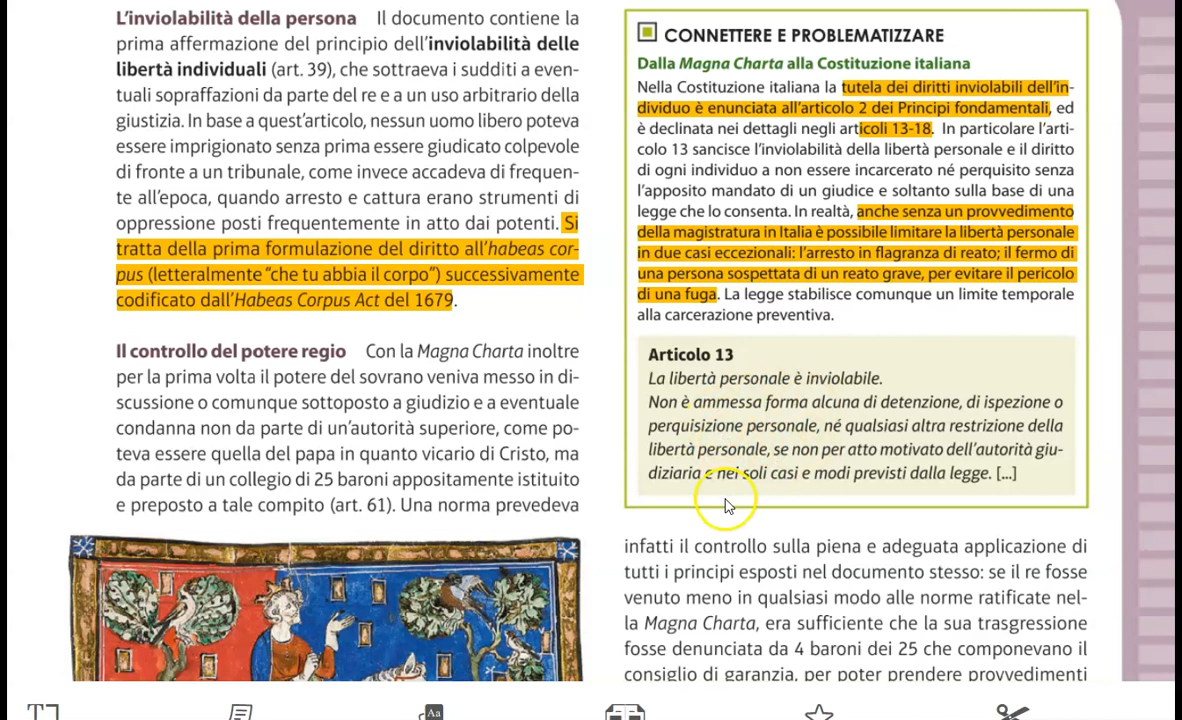 L'inviolabilità della persona Il documento contiene la
prima affermazione del principio dell'inviolabilità delle
libertà individuali (art. 39), che sottraeva i sudditi a even-
tuali sopraffazioni da parte del re e a un uso arbitrario della
giustizia. In base a quest'articolo, nessun uomo libero poteva
essere imprigionato senza prima essere giudicato colpevole
di fronte a un tribunale, come invece accadeva di frequen-
te all'epoca, quando arresto e cattura erano strumenti di
oppressione posti frequentemente in atto dai potenti. Si
tratta della prima formulazione del diritto all'habeas cor-
pus (letteralmente “che tu abbia il corpo”) successivamente
codificato dall'Habeas Corpus Act del 1679.
Il controllo del potere regio Con la Magna Charta inoltre
per la prima volta il potere del sovrano veniva messo in di-
scussione o comunque sottoposto a giudizio e a eventuale
condanna non da parte di un'autorità superiore, come po-
teva essere quella del papa in quanto vicario di Cristo, ma
da parte di un collegio di 25 baroni appositamente istituito
e preposto a tale compito (art. 61). Una norma prevedeva
CONNETTERE E PROBLEMATIZZARE
Dalla Magna Charta alla Costituzione italiana
Nella Costituzione italiana la tutela dei diritti inviolabili dell'in-
dividuo è enunciata all'articolo 2 dei Principi fondamentali, ed
è declinata nei dettagli negli articoli 13-18. In particolare l'arti-
colo 13 sancisce l'inviolabilità della libertà personale e il diritto
di ogni individuo a non essere incarcerato né perquisito senza
l'apposito mandato di un giudice e soltanto sulla base di una
legge che lo consenta. In realtà, anche senza un provvedimento
della magistratura in Italia è possibile limitare la libertà personale
in due casi eccezionali: l'arresto in flagranza di reato; il fermo di
una persona sospettata di un reato grave, per evitare il pericolo
di una fuga. La legge stabilisce comunque un limite temporale
alla carcerazione preventiva.
Articolo 13
La libertà personale è inviolabile.
Non è ammessa forma alcuna di detenzione, di ispezione o
perquisizione personale, né qualsiasi altra restrizione della
libertà personale, se non per atto motivato dell'autorità giu-
diziaria e nei soli casi e modi previsti dalla legge. [...]
infatti il controllo sulla piena e adeguata applicazione di
tutti i principi esposti nel documento stesso: se il re fosse
venuto meno in qualsiasi modo alle norme ratificate nel-
la Magna Charta, era sufficiente che la sua trasgressione
fosse denunciata da 4 baroni dei 25 che componevano il
consiglio di garanzia, per poter prendere provvedimenti
T
Aa